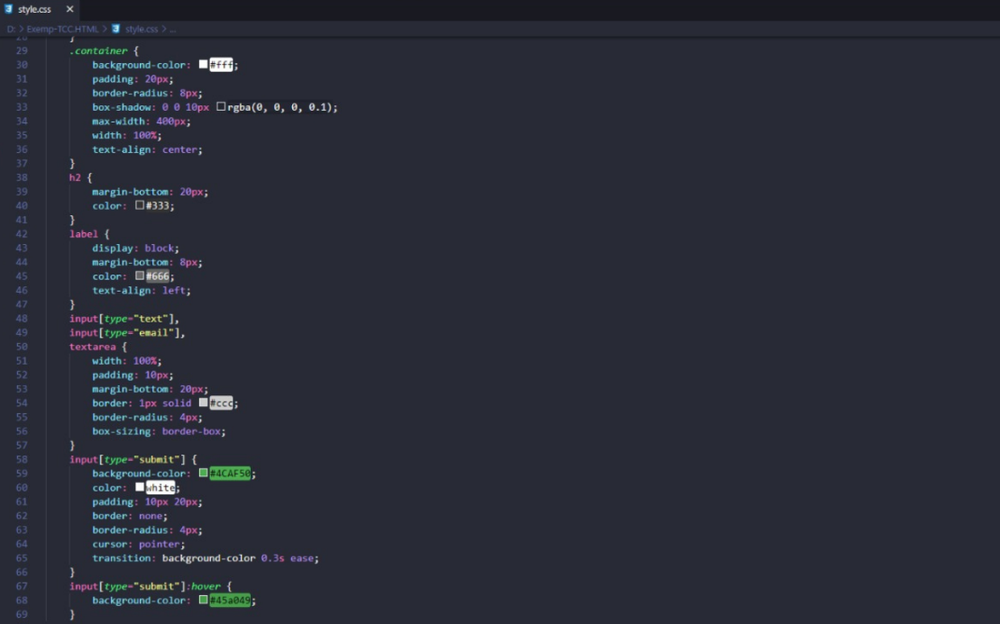 style.css ×
D: > Exemp-TCC.HTML > style.css > ...
28 }
29 .container {
30 background-color: #fff;
31 padding: 20px;
32 border-radius: 8px;
33 box-shadow: 0 0 10px rgba(0, 0, 0, 0.1);
34 max-width: 400px;
35 width: 100%;
36 text-align: center;
37 }
38 h2 {
39 margin-bottom: 20px;
40 color: #333;
41 }
42 label {
43 display: block;
44 margin-bottom: 8px;
45 color: #666;
46 text-align: left;
47 }
48 input[type="text"],
49 input[type="email"],
50 textarea {
51 width: 100%;
52 padding: 10px;
53 margin-bottom: 20px;
54 border: 1px solid #ccc;
55 border-radius: 4px;
56 box-sizing: border-box;
57 }
58 input[type="submit"] {
59 background-color: #4CAF50;
60 color: white;
61 padding: 10px 20px;
62 border: none;
63 border-radius: 4px;
64 cursor: pointer;
65 transition: background-color 0.3s ease;
66 }
67 input[type="submit"]:hover {
68 background-color: #45a049;
69 }